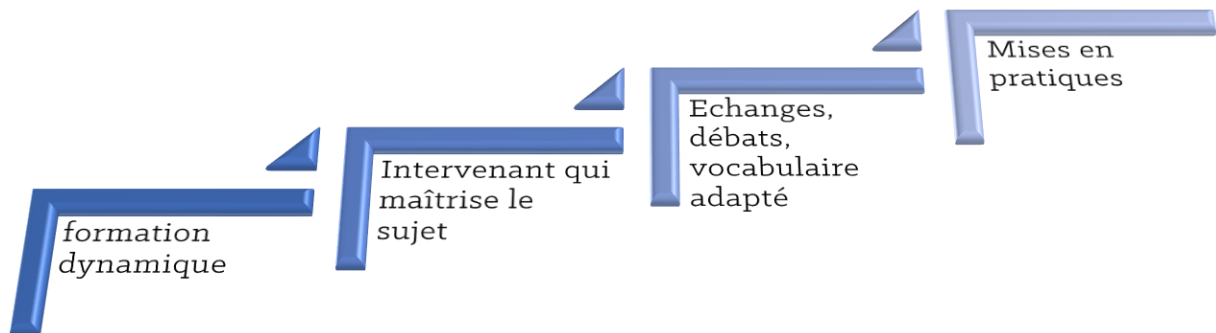 formation
dynamique
Intervenant qui
maîtrise le
sujet
Echanges,
débats,
vocabulaire
adapté
Mises en
pratiques